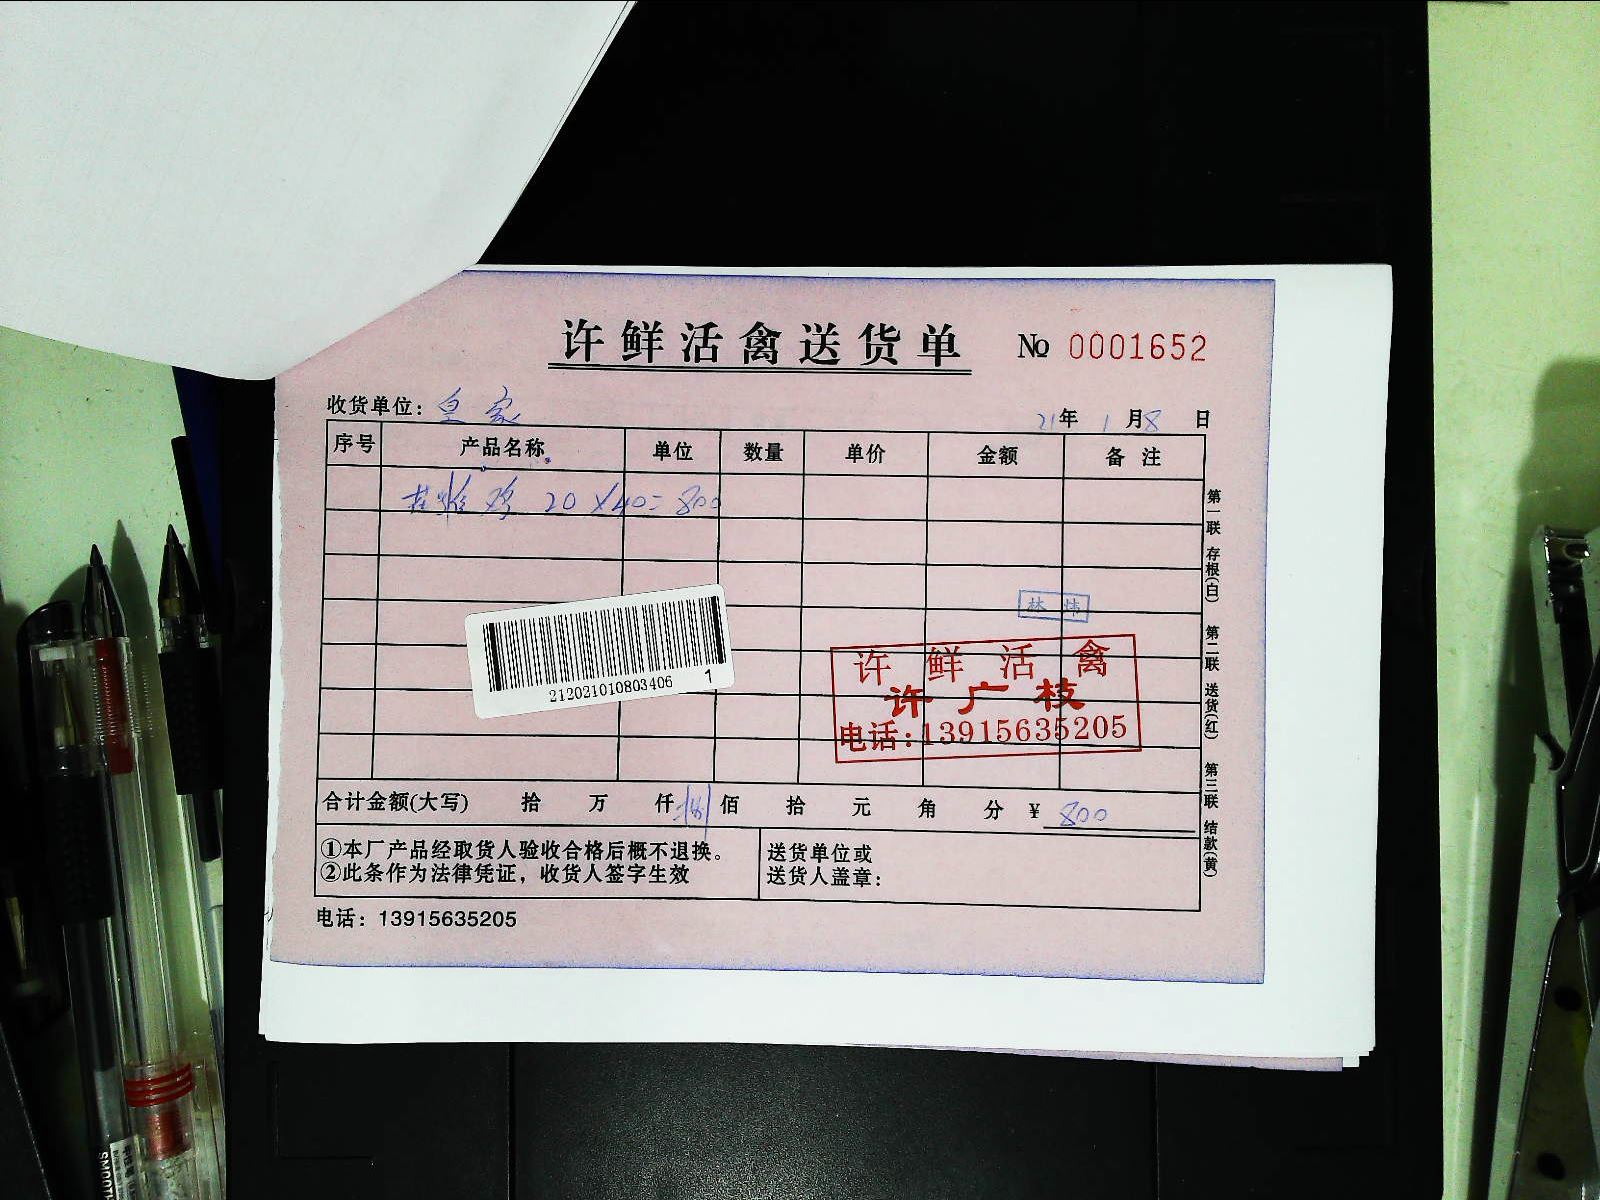 许鲜活禽送货单 № 0001652
收货单位: 皇家 21年 1月8日
序号 产品名称 单位 数量 单价 金额 备注
鸡 20×40=800
林炜
212021010803406 1
许鲜活禽
许广枝
电话:13915635205
合计金额(大写) 拾 万 仟 捌佰 拾 元 角 分 ¥ 800
①本厂产品经取货人验收合格后概不退换。
②此条作为法律凭证,收货人签字生效
送货单位或
送货人盖章:
电话: 13915635205
第一联 存根(白) 第二联 送货(红) 第三联 结款(黄)